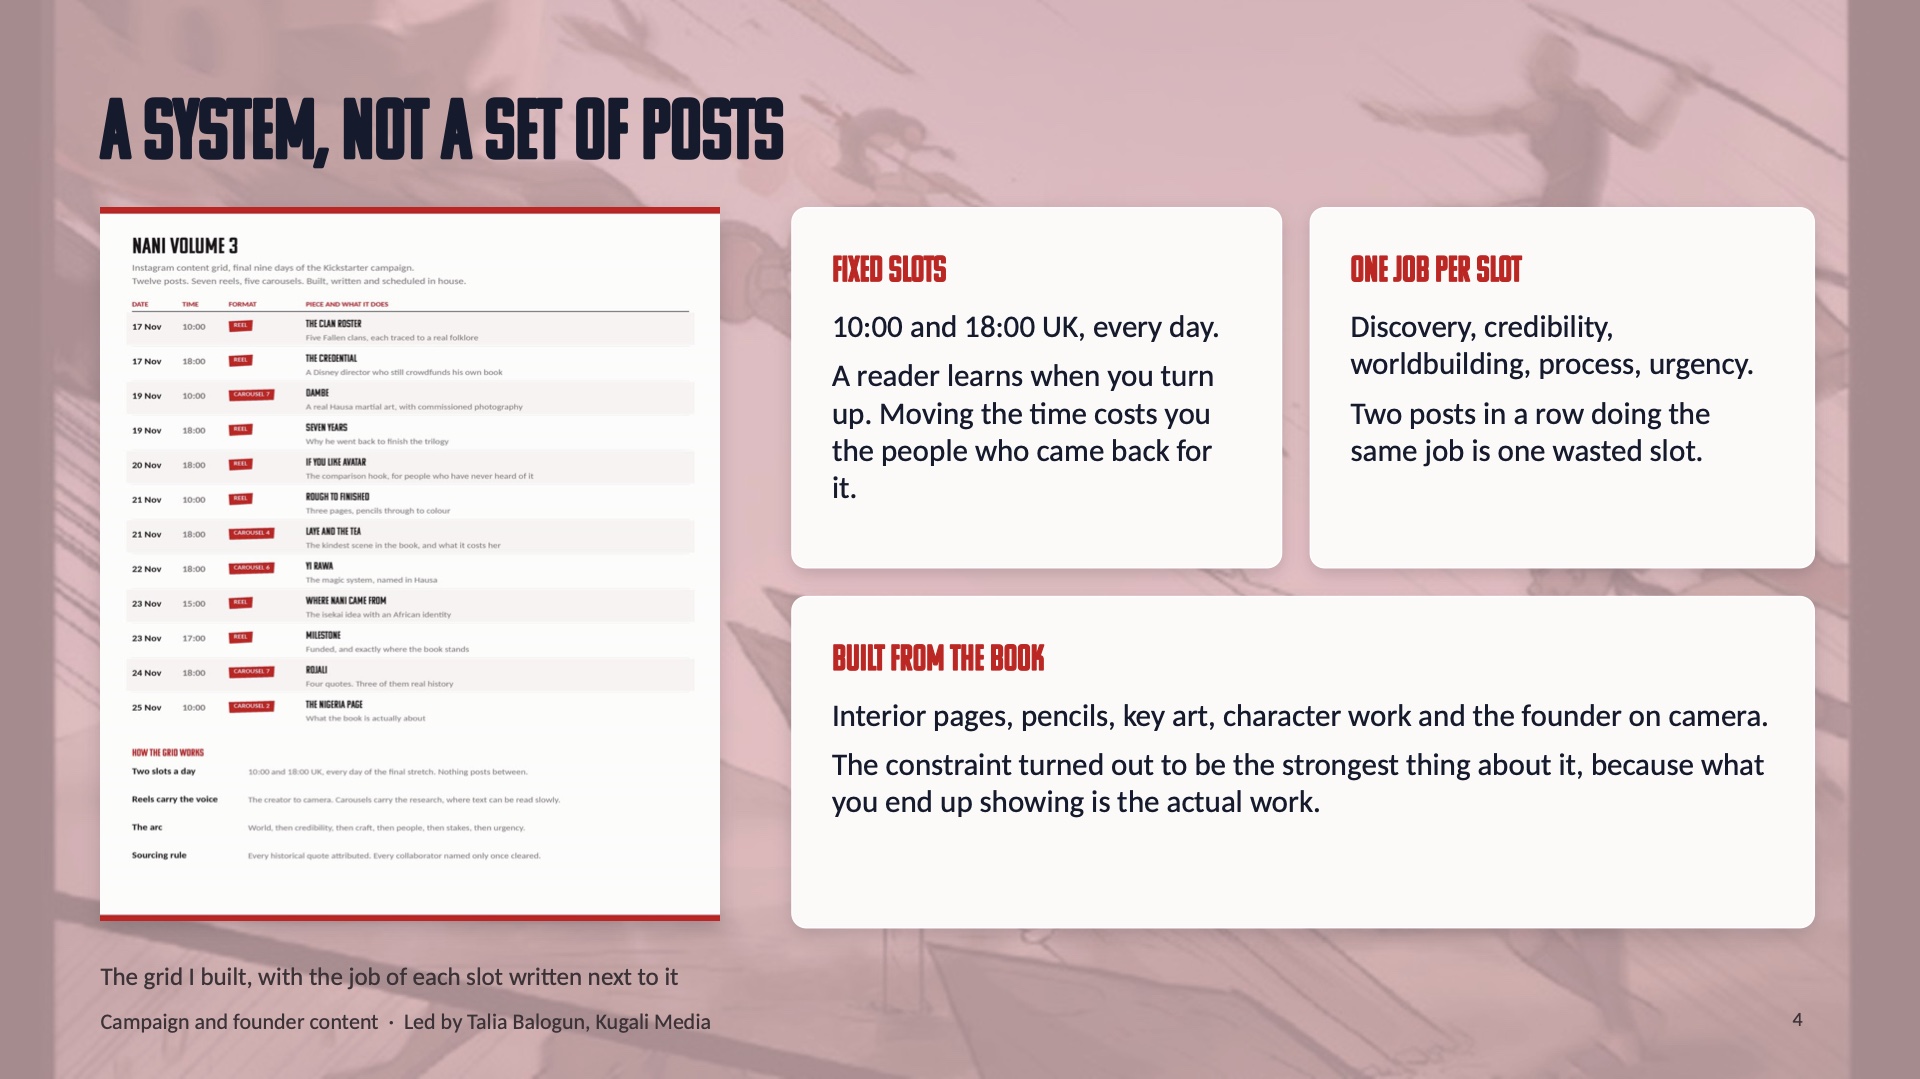 A SYSTEM, NOT A SET OF POSTS
NANI VOLUME 3
Instagram content grid, final nine days of the Kickstarter campaign.
Twelve posts. Seven reels, five carousels. Built, written and scheduled in house.
DATE TIME FORMAT PIECE AND WHAT IT DOES
17 Nov 10:00 REEL THE CLAN ROSTER
Five Fallen clans, each traced to a real folklore
17 Nov 18:00 REEL THE CREDENTIAL
A Disney director who still crowdfunds his own book
19 Nov 10:00 CAROUSEL 7 DAMBE
A real Hausa martial art, with commissioned photography
19 Nov 18:00 REEL SEVEN YEARS
Why he went back to finish the trilogy
20 Nov 18:00 REEL IF YOU LIKE AVATAR
The comparison hook, for people who have never heard of it
21 Nov 10:00 REEL ROUGH TO FINISHED
Three pages, pencils through to colour
21 Nov 18:00 CAROUSEL 4 LAYE AND THE TEA
The kindest scene in the book, and what it costs her
22 Nov 18:00 CAROUSEL 6 YI RAWA
The magic system, named in Hausa
23 Nov 15:00 REEL WHERE NANI CAME FROM
The isekai idea with an African identity
23 Nov 17:00 REEL MILESTONE
Funded, and exactly where the book stands
24 Nov 18:00 CAROUSEL 7 ROJALI
Four quotes. Three of them real history
25 Nov 10:00 CAROUSEL 2 THE NIGERIA PAGE
What the book is actually about
HOW THE GRID WORKS
Two slots a day 10:00 and 18:00 UK, every day of the final stretch. Nothing posts between.
Reels carry the voice The creator to camera. Carousels carry the research, where text can be read slowly.
The arc World, then credibility, then craft, then people, then stakes, then urgency.
Sourcing rule Every historical quote attributed. Every collaborator named only once cleared.
FIXED SLOTS
10:00 and 18:00 UK, every day.
A reader learns when you turn
up. Moving the time costs you
the people who came back for
it.
ONE JOB PER SLOT
Discovery, credibility,
worldbuilding, process, urgency.
Two posts in a row doing the
same job is one wasted slot.
BUILT FROM THE BOOK
Interior pages, pencils, key art, character work and the founder on camera.
The constraint turned out to be the strongest thing about it, because what
you end up showing is the actual work.
The grid I built, with the job of each slot written next to it
Campaign and founder content · Led by Talia Balogun, Kugali Media
4